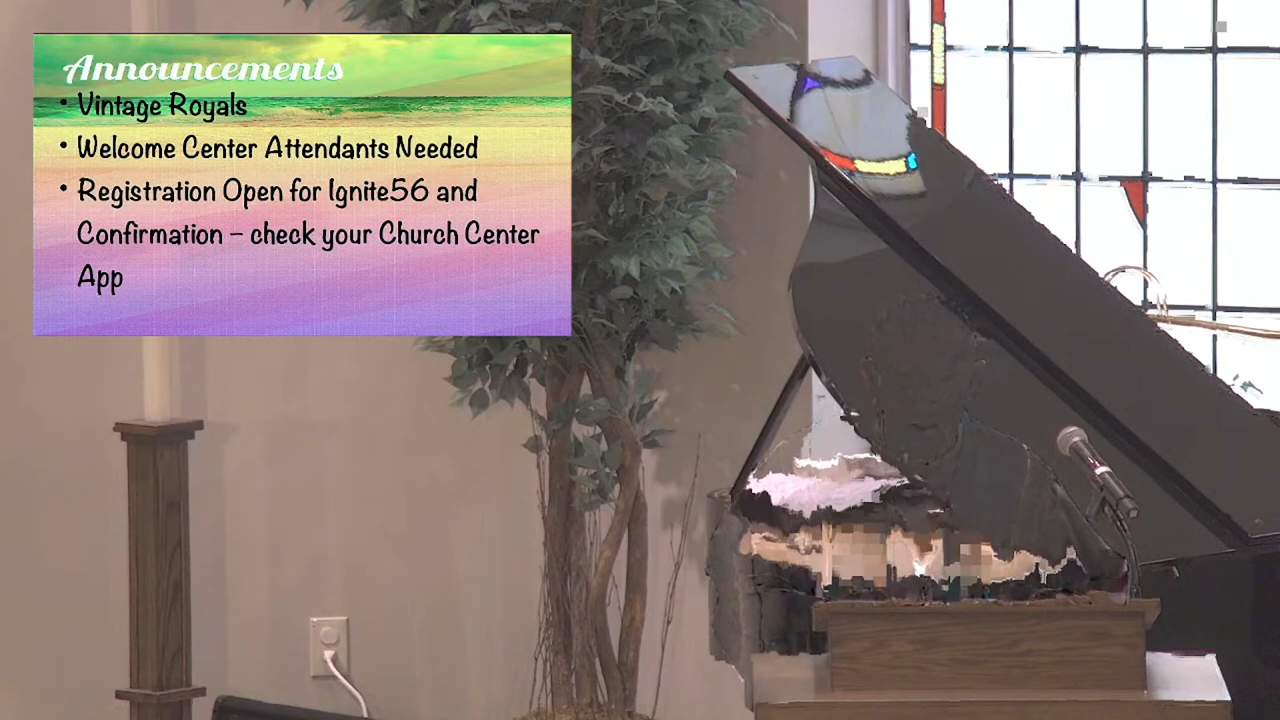 Announcements
• Vintage Royals
• Welcome Center Attendants Needed
• Registration Open for Ignite56 and
Confirmation – check your Church Center
App